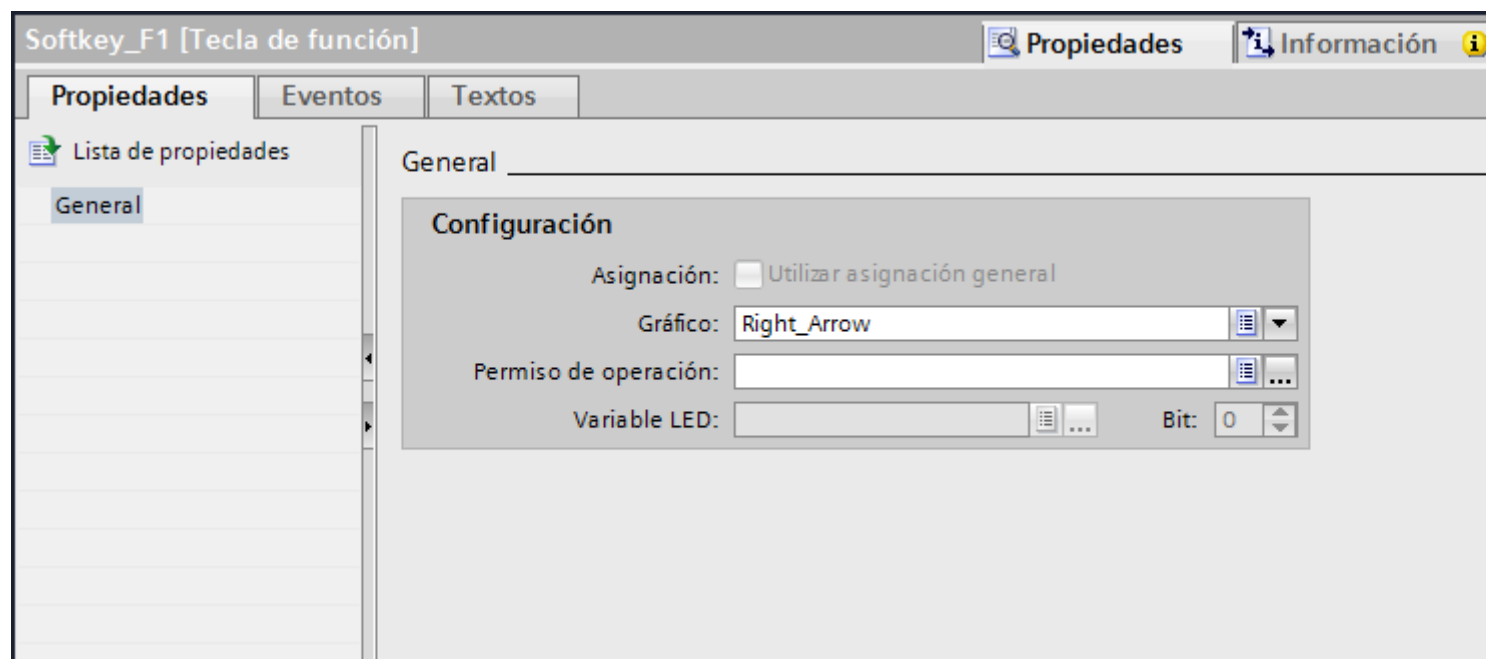 Softkey_F1 [Tecla de función]
Propiedades
Información
Propiedades
Eventos
Textos
Lista de propiedades
General
General
Configuración
Asignación:
Utilizar asignación general
Gráfico:
Right_Arrow
Permiso de operación:
...
Variable LED:
...
Bit:
0